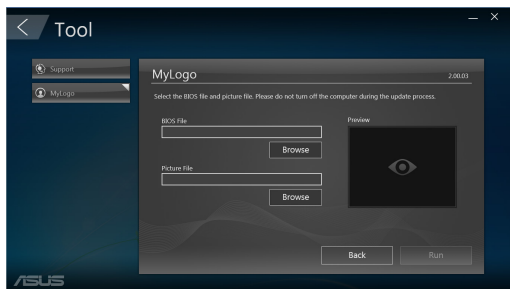 Tool
Support
MyLogo
MyLogo
2.00.03
Select the BIOS file and picture file. Please do not turn off the computer during the update process.
BIOS File
Browse
Picture File
Browse
Preview
Back
Run
ASUS